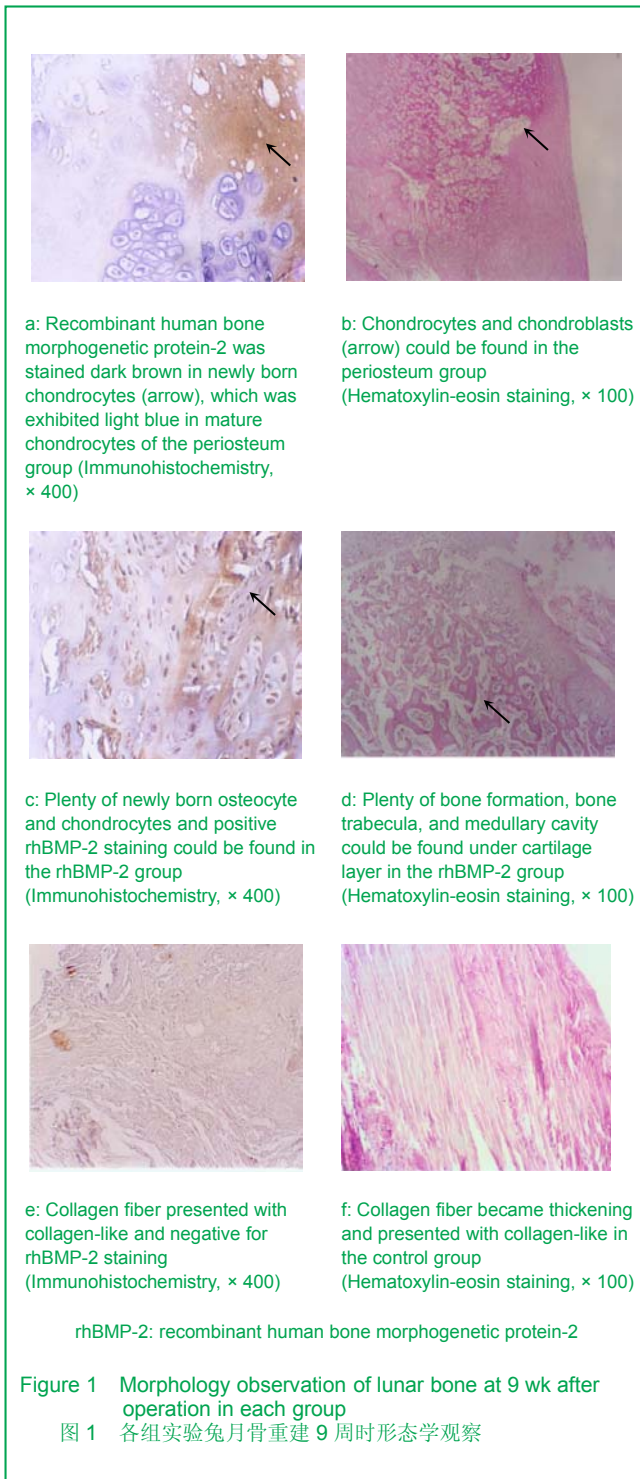 a: Recombinant human bone
morphogenetic protein-2 was
stained dark brown in newly born
chondrocytes (arrow), which was
exhibited light blue in mature
chondrocytes of the periosteum
group (Immunohistochemistry,
× 400)
b: Chondrocytes and chondroblasts
(arrow) could be found in the
periosteum group
(Hematoxylin-eosin staining, × 100)
c: Plenty of newly born osteocyte
and chondrocytes and positive
rhBMP-2 staining could be found in
the rhBMP-2 group
(Immunohistochemistry, × 400)
d: Plenty of bone formation, bone
trabecula, and medullary cavity
could be found under cartilage
layer in the rhBMP-2 group
(Hematoxylin-eosin staining, × 100)
e: Collagen fiber presented with
collagen-like and negative for
rhBMP-2 staining
(Immunohistochemistry, × 400)
f: Collagen fiber became thickening
and presented with collagen-like in
the control group
(Hematoxylin-eosin staining, × 100)
rhBMP-2: recombinant human bone morphogenetic protein-2
Figure 1 Morphology observation of lunar bone at 9 wk after
operation in each group
图 1 各组实验兔月骨重建 9 周时形态学观察